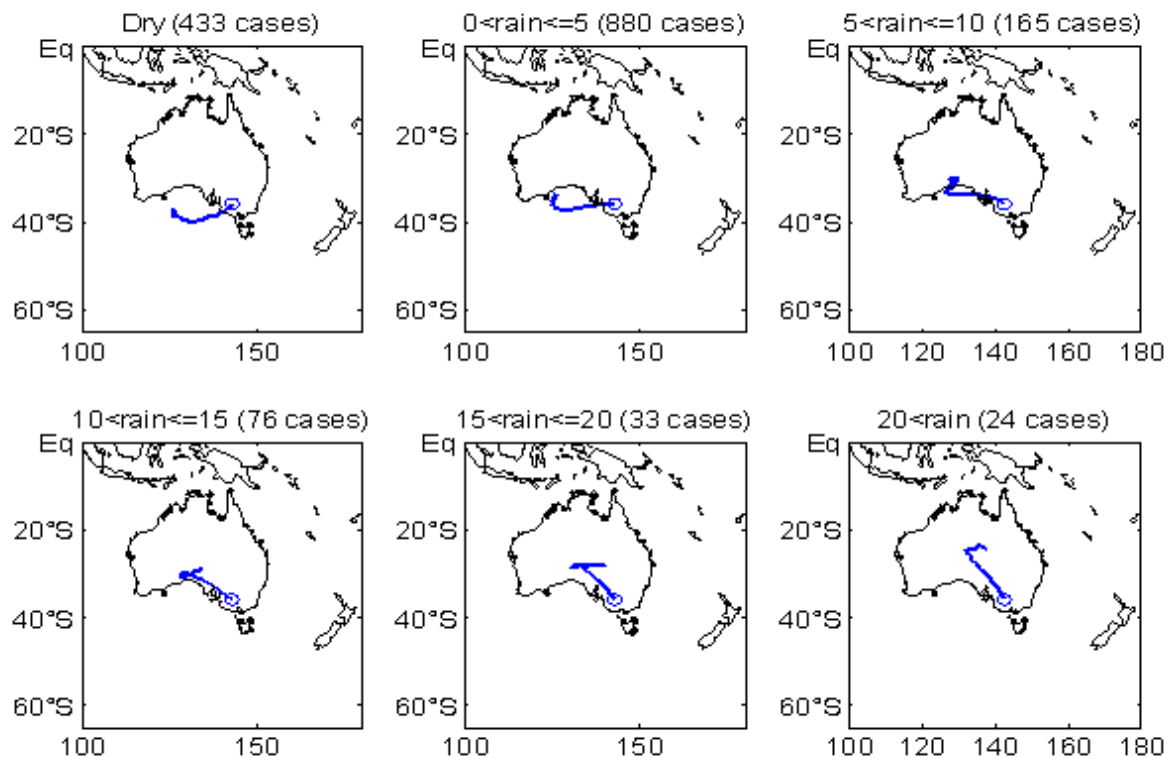 Dry (433 cases)
0<rain<=5 (880 cases)
5<rain<=10 (165 cases)
Eq
20°S
40°S
60°S
100
150
Eq
20°S
40°S
60°S
100
150
Eq
20°S
40°S
60°S
100 120 140 160 180
10<rain<=15 (76 cases)
15<rain<=20 (33 cases)
20<rain (24 cases)
Eq
20°S
40°S
60°S
100
150
Eq
20°S
40°S
60°S
100
150
Eq
20°S
40°S
60°S
100 120 140 160 180